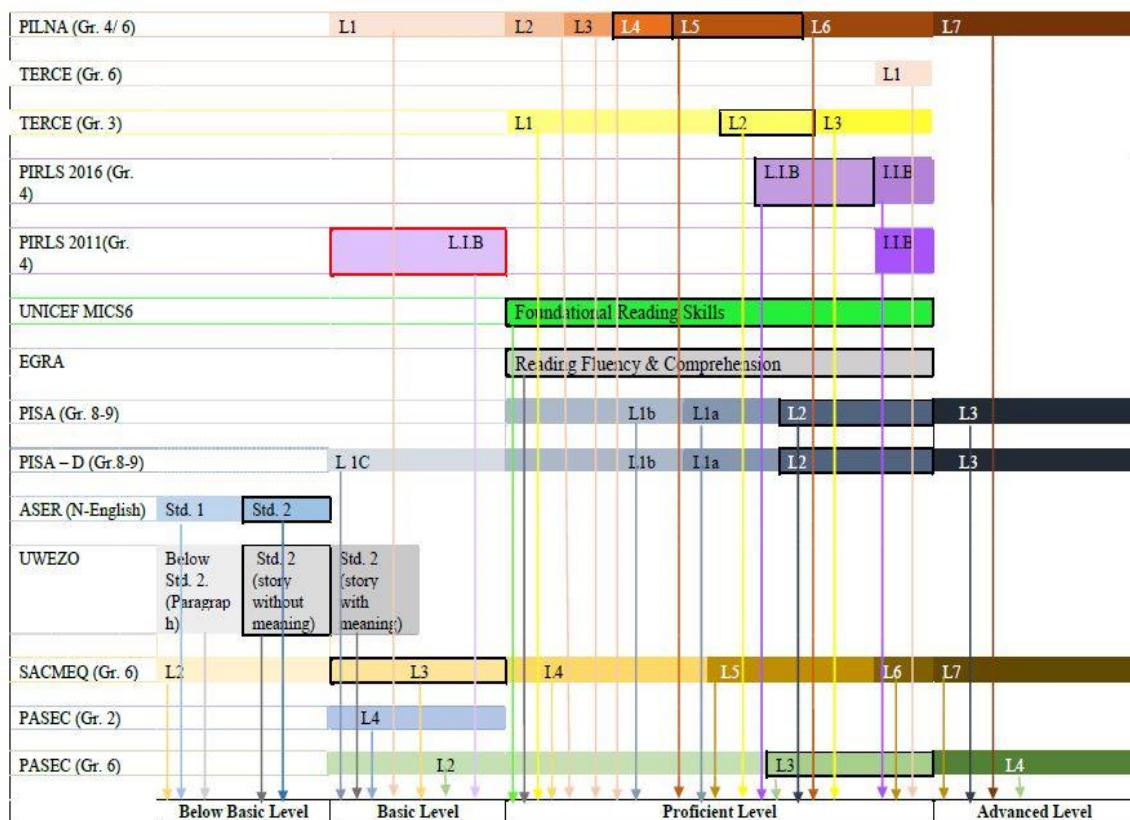 PILNA (Gr. 4/ 6) L1 L2 L3 L4 L5 L6 L7
TERCE (Gr. 6) L1
TERCE (Gr. 3) L1 L2 L3
PIRLS 2016 (Gr. 4) L.I.B I.I.B
PIRLS 2011(Gr. 4) L.I.B I.I.B
UNICEF MICS6 Foundational Reading Skills
EGRA Reading Fluency & Comprehension
PISA (Gr. 8-9) L1b L1a L2 L3
PISA – D (Gr.8-9) L 1C L1b L1a L2 L3
ASER (N-English) Std. 1 Std. 2
UWEZO
Below
Std. 2.
(Paragrap
h)
Std. 2
(story
without
meaning)
Std. 2
(story
with
meaning)
SACMEQ (Gr. 6) L2 L3 L4 L5 L6 L7
PASEC (Gr. 2) L4
PASEC (Gr. 6) L2 L3 L4
Below Basic Level Basic Level Proficient Level Advanced Level